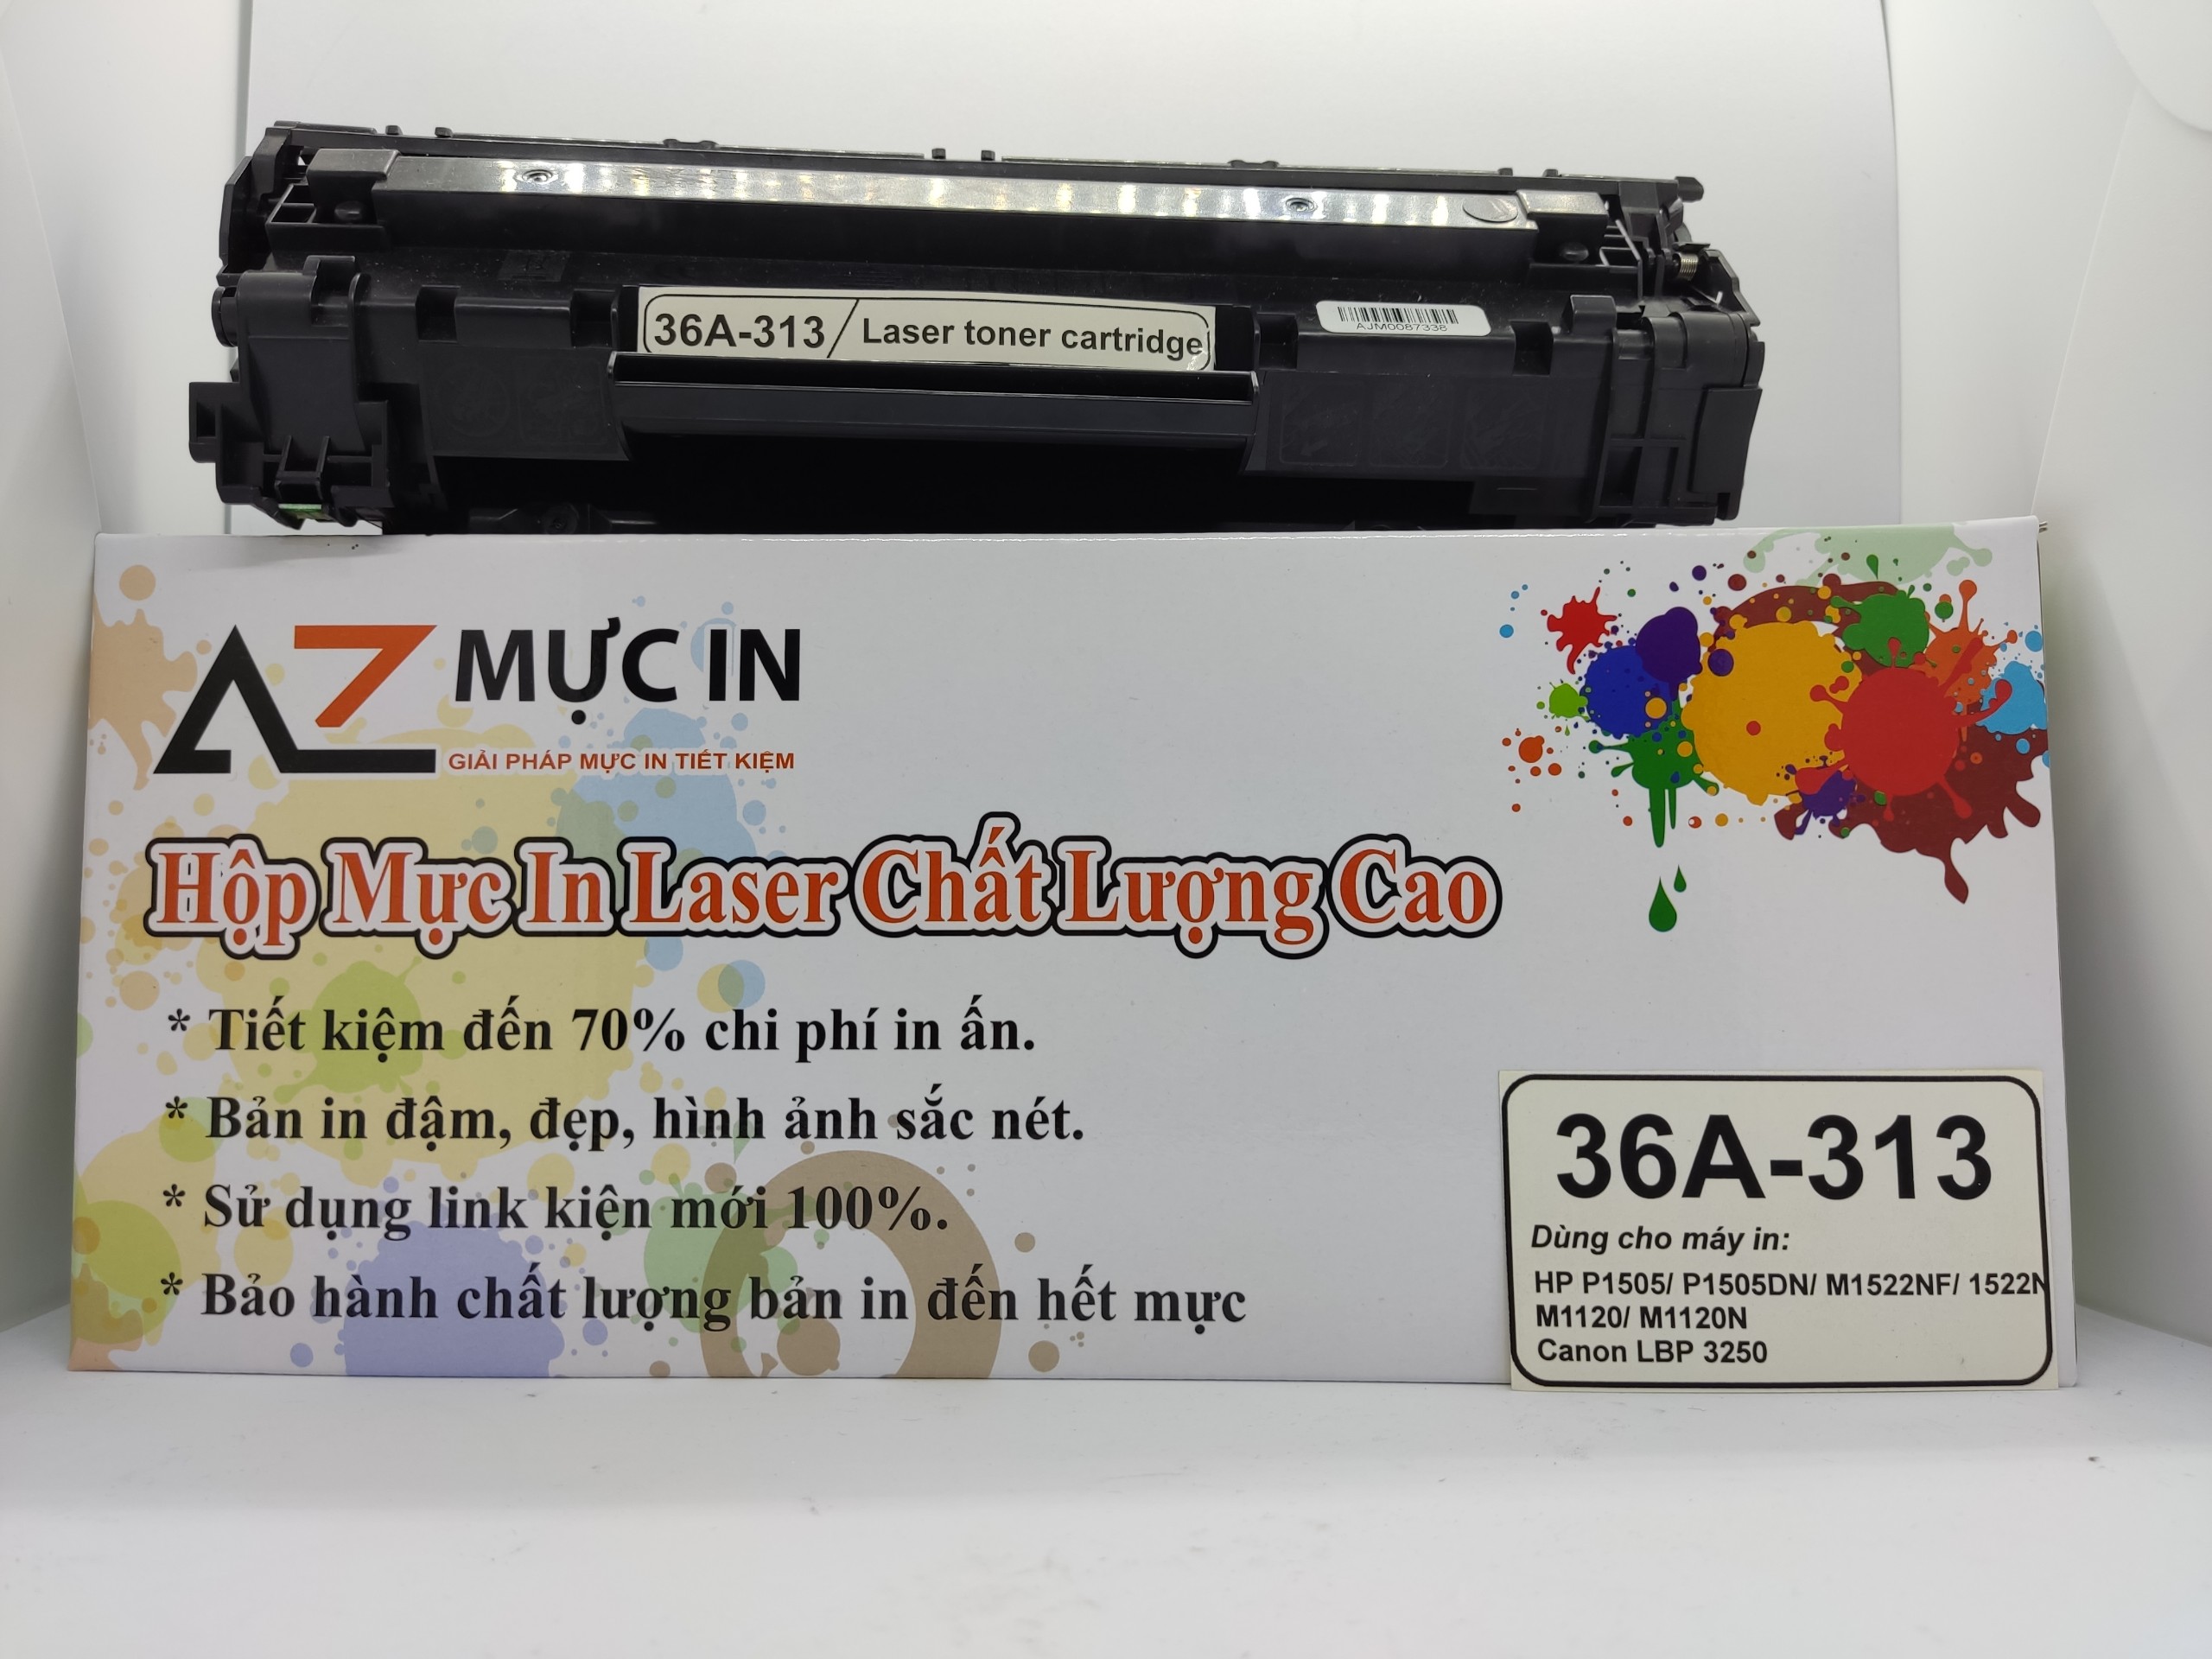 36A-313/ Laser toner cartridge
AJM0087338
AZ MỰC IN
GIẢI PHÁP MỰC IN TIẾT KIỆM
Hộp Mực In Laser Chất Lượng Cao
* Tiết kiệm đến 70% chi phí in ấn.
* Bản in đậm, đẹp, hình ảnh sắc nét.
* Sử dụng link kiện mới 100%.
* Bảo hành chất lượng bản in đến hết mực
36A-313
Dùng cho máy in:
HP P1505/ P1505DN/ M1522NF/ 1522N
M1120/ M1120N
Canon LBP 3250